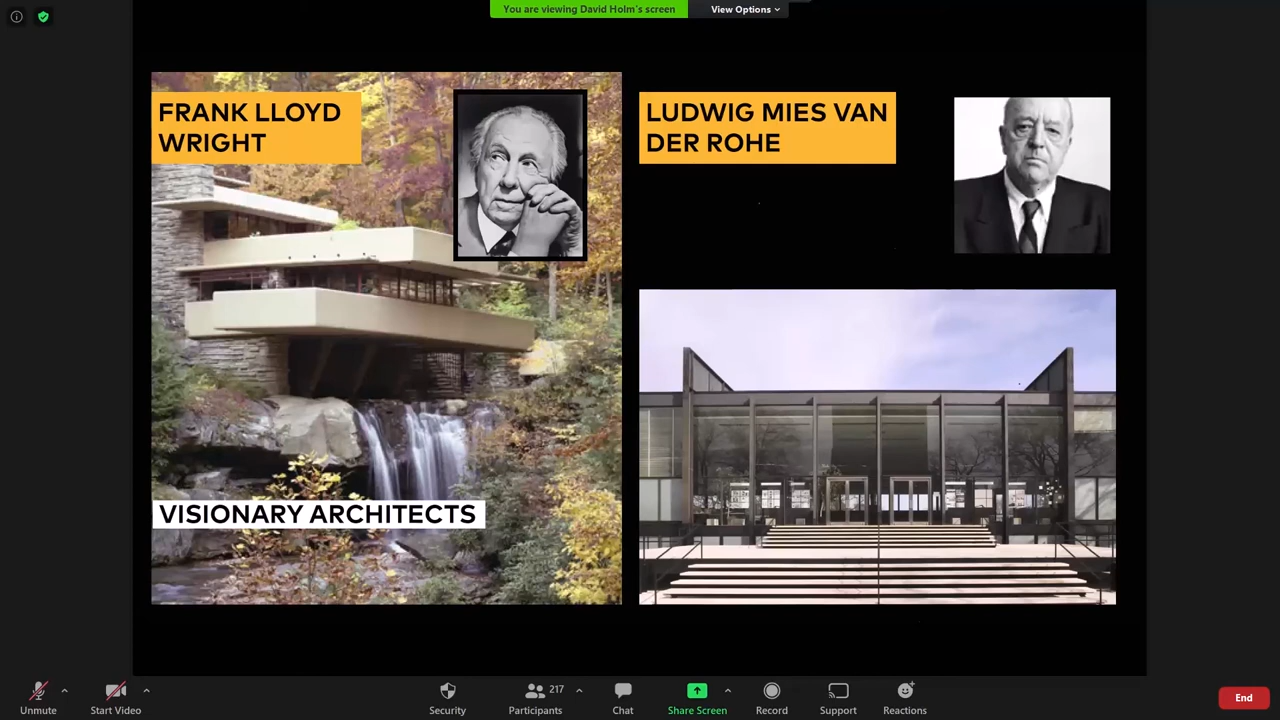 You are viewing David Holm's screen
View Options
FRANK LLOYD
WRIGHT
LUDWIG MIES VAN
DER ROHE
VISIONARY ARCHITECTS
Unmute
Start Video
Security
217
Participants
Chat
Share Screen
Record
Support
Reactions
End